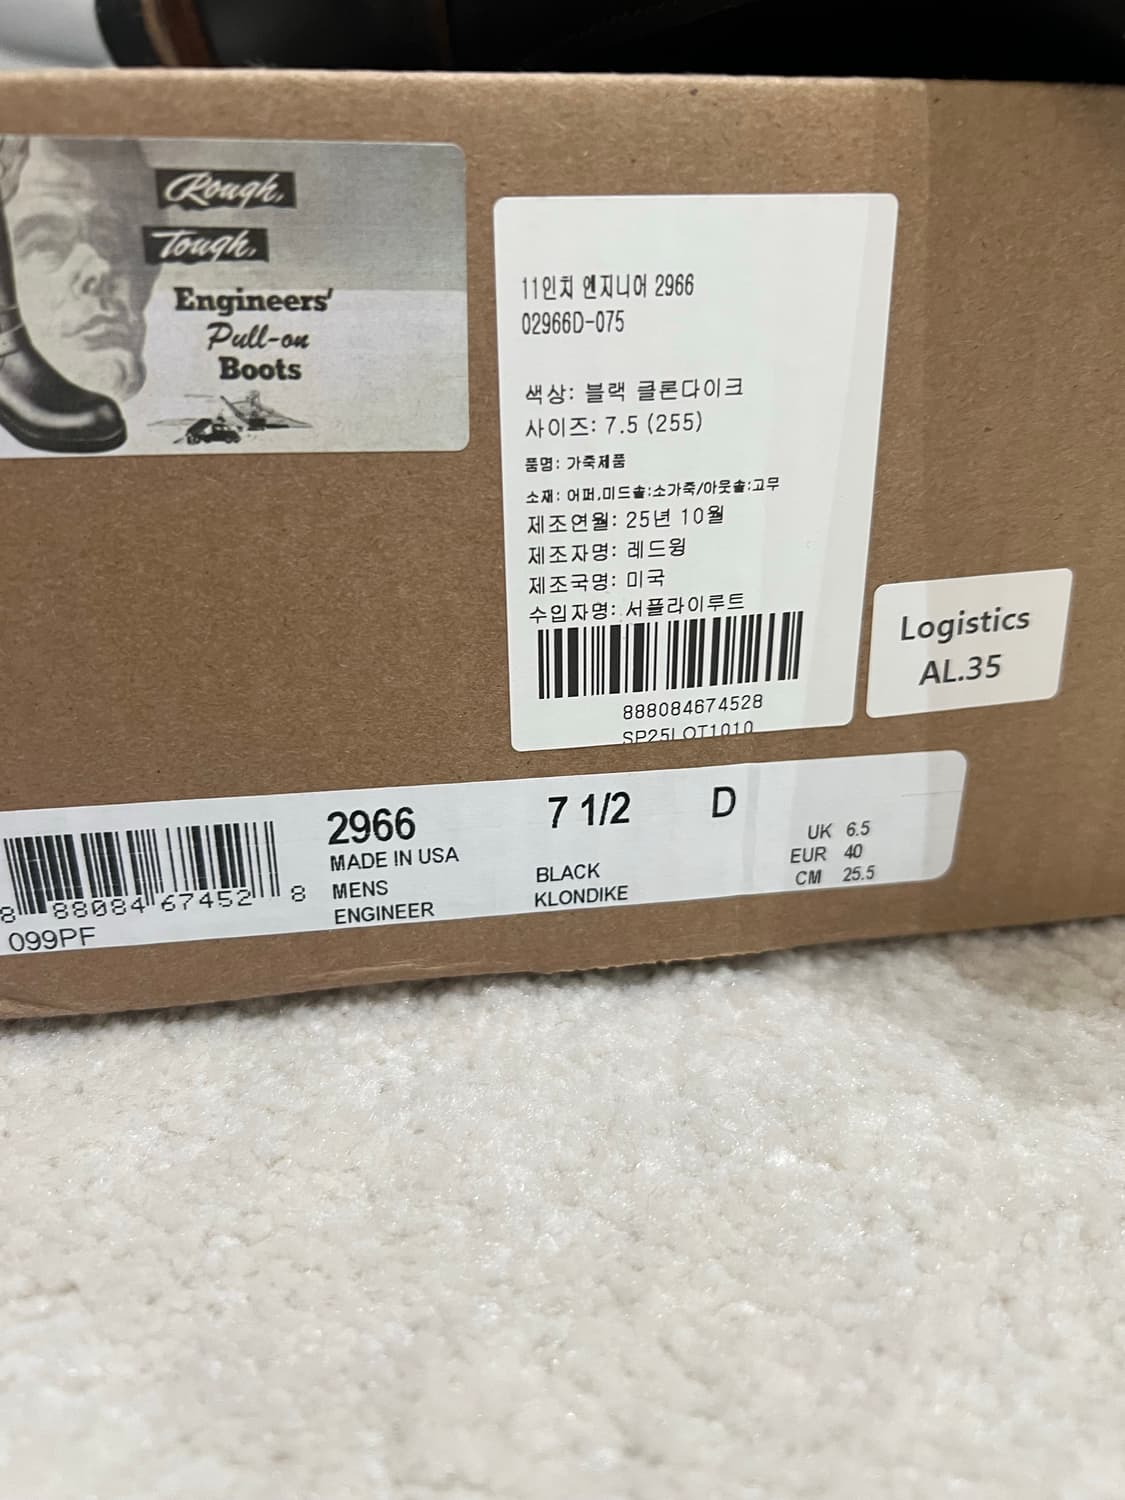 Rough,
Tough,
Engineers'
Pull-on
Boots
11인치 엔지니어 2966
02966D-075
색상: 블랙 클론다이크
사이즈: 7.5 (255)
품명: 가죽제품
소재: 어퍼,미드솔:소가죽/아웃솔:고무
제조연월: 25년 10월
제조자명: 레드윙
제조국명: 미국
수입자명: 서플라이루트
888084674528
SP25LOT1010
Logistics
AL.35
2966 7 1/2 D
MADE IN USA
MENS
ENGINEER
BLACK
KLONDIKE
UK 6.5
EUR 40
CM 25.5
8 88084 67452 8
099PF